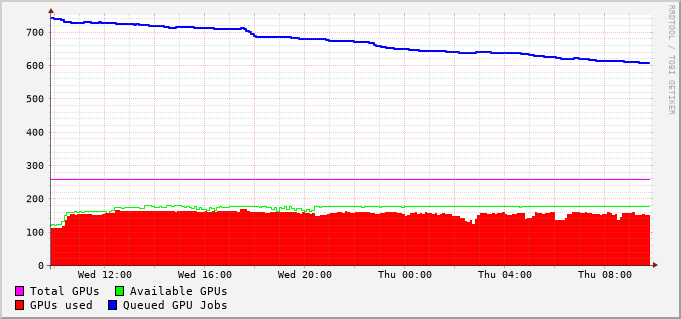 700
600
500
400
300
200
100
0
Wed 12:00 Wed 16:00 Wed 20:00 Thu 00:00 Thu 04:00 Thu 08:00
Total GPUs Available GPUs
GPUs used Queued GPU Jobs
RRDTOOL / TOBI OETIKER